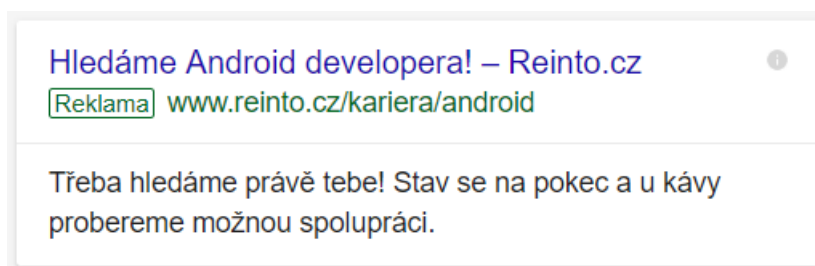 Hledáme Android developera! – Reinto.cz
Reklama www.reinto.cz/kariera/android
Třeba hledáme právě tebe! Stav se na pokec a u kávy
probereme možnou spolupráci.